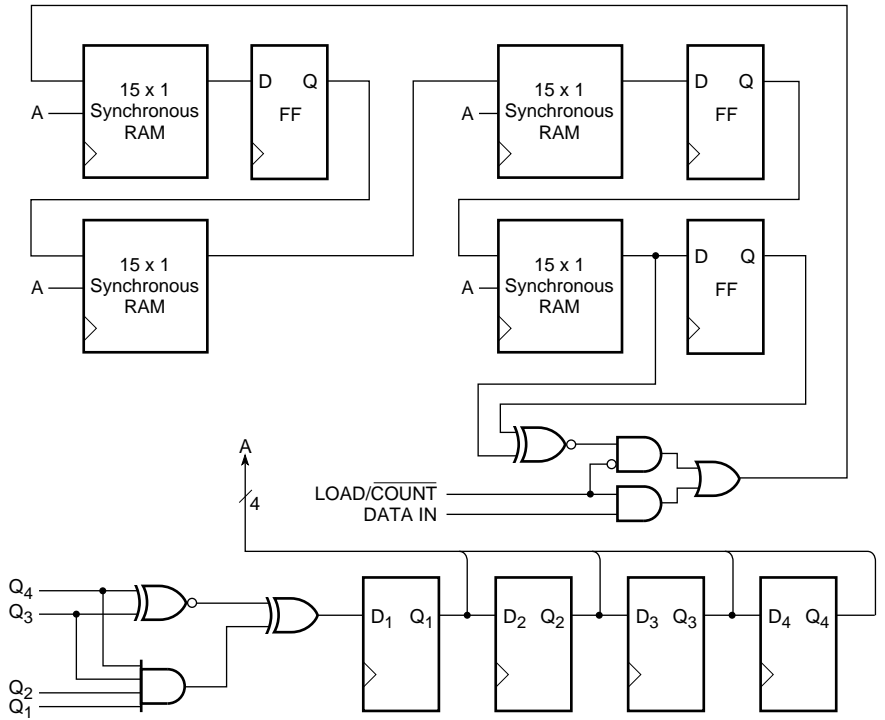 15 x 1
Synchronous
RAM
A
D Q
FF
15 x 1
Synchronous
RAM
A
D Q
FF
15 x 1
Synchronous
RAM
A
15 x 1
Synchronous
RAM
A
D Q
FF
A
4
LOAD/COUNT
DATA IN
Q4
Q3
Q2
Q1
D1 Q1
D2 Q2
D3 Q3
D4 Q4